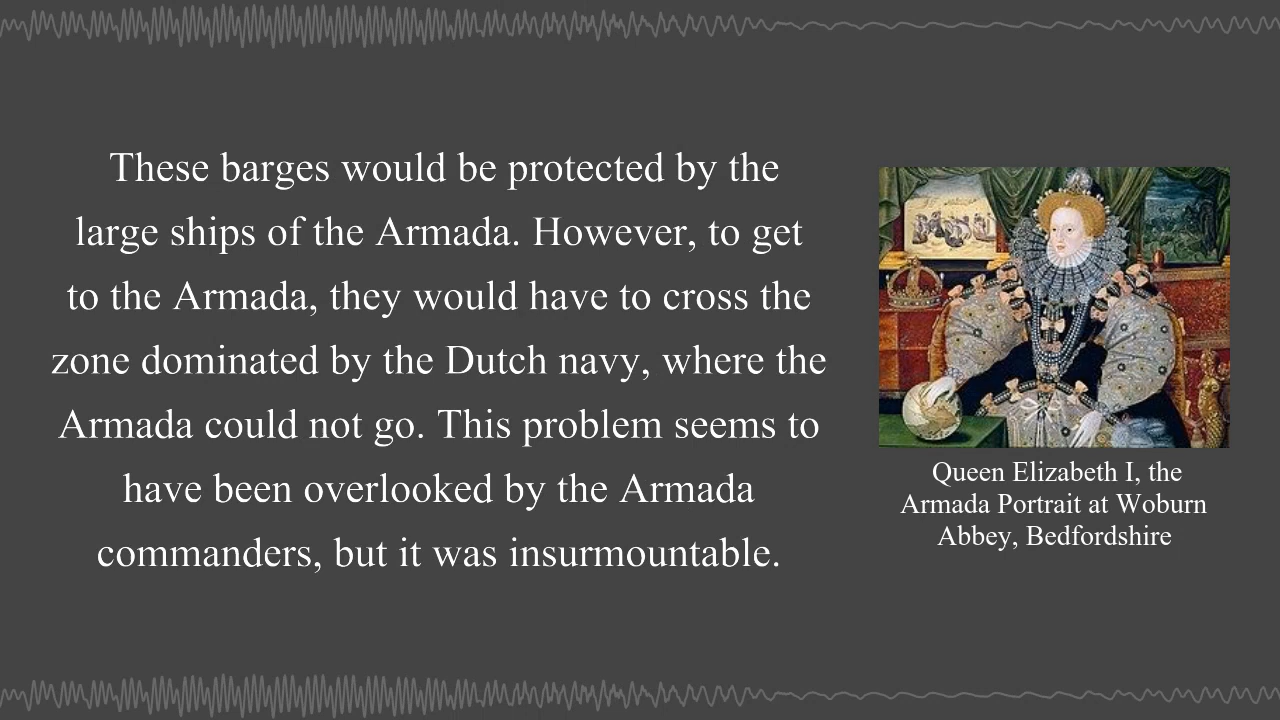 These barges would be protected by the
large ships of the Armada. However, to get
to the Armada, they would have to cross the
zone dominated by the Dutch navy, where the
Armada could not go. This problem seems to
have been overlooked by the Armada
commanders, but it was insurmountable.
Queen Elizabeth I, the
Armada Portrait at Woburn
Abbey, Bedfordshire